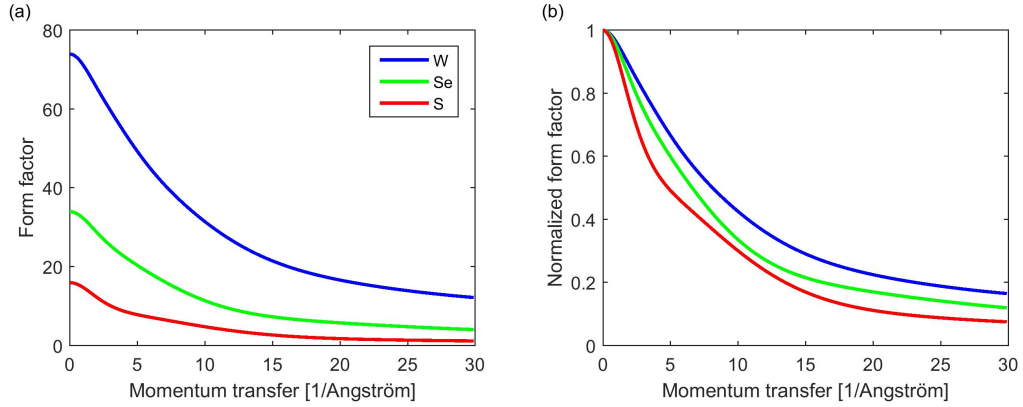 (a)
80
60
40
20
0
Form factor
W
Se
S
0 5 10 15 20 25 30
Momentum transfer [1/Angström]
(b)
1
0.8
0.6
0.4
0.2
0
Normalized form factor
0 5 10 15 20 25 30
Momentum transfer [1/Angström]